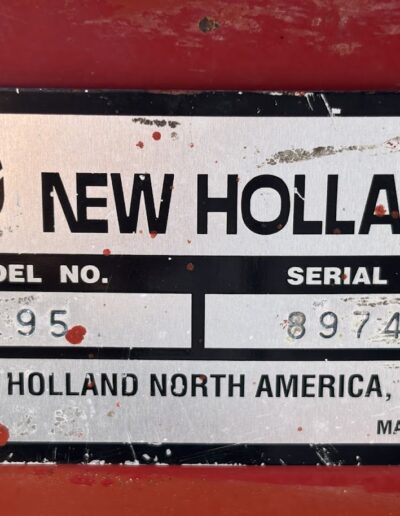 NEW HOLLA
DEL NO. SERIAL
95 8974
HOLLAND NORTH AMERICA,
MA